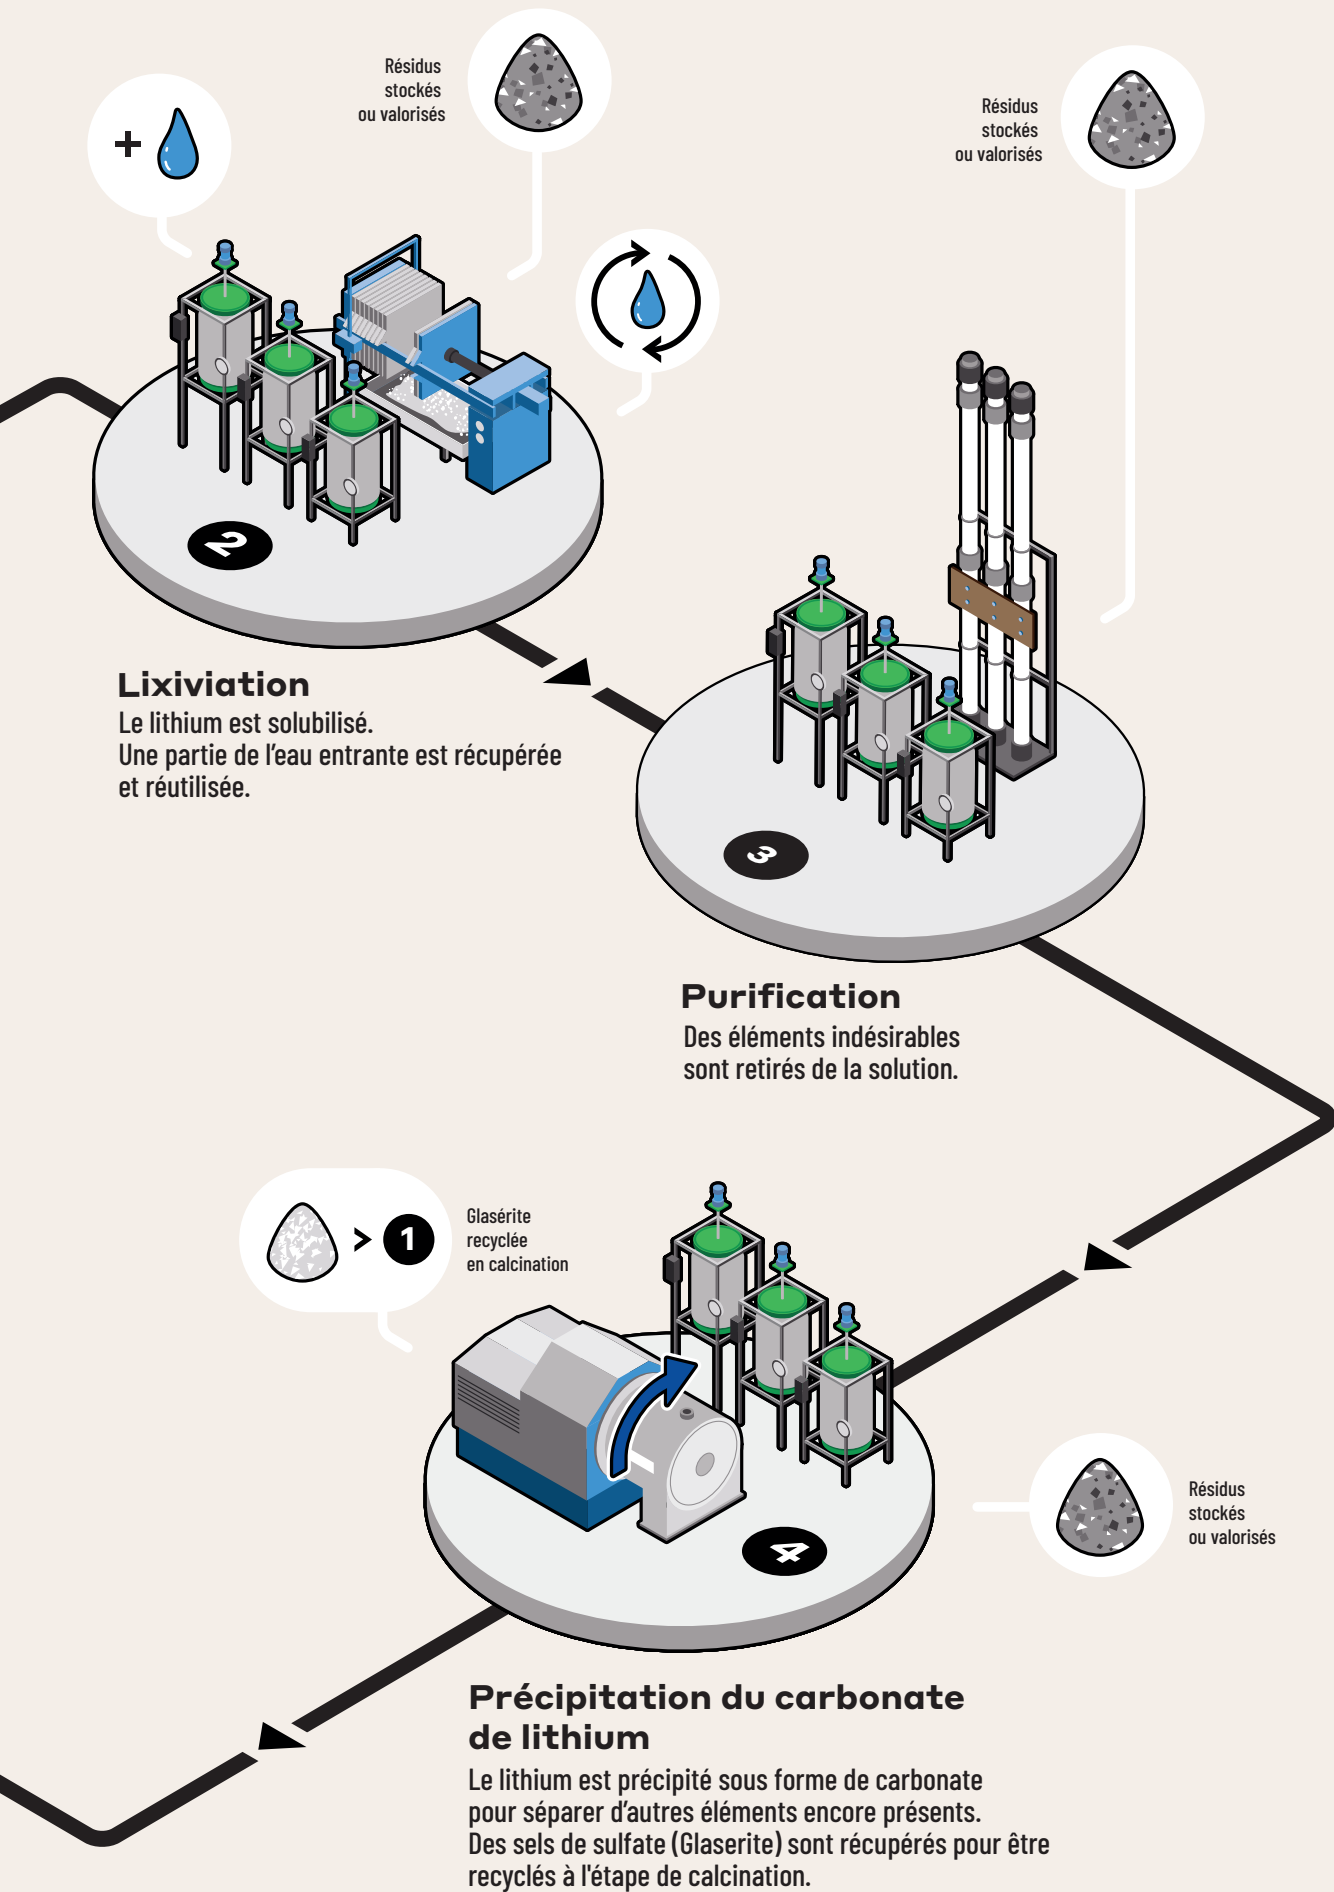 Résidus
stockés
ou valorisés
Résidus
stockés
ou valorisés
+
2
Lixiviation
Le lithium est solubilisé.
Une partie de l’eau entrante est récupérée
et réutilisée.
3
Purification
Des éléments indésirables
sont retirés de la solution.
> 1
Glasérite
recyclée
en calcination
Résidus
stockés
ou valorisés
4
Précipitation du carbonate
de lithium
Le lithium est précipité sous forme de carbonate
pour séparer d’autres éléments encore présents.
Des sels de sulfate (Glaserite) sont récupérés pour être
recyclés à l'étape de calcination.